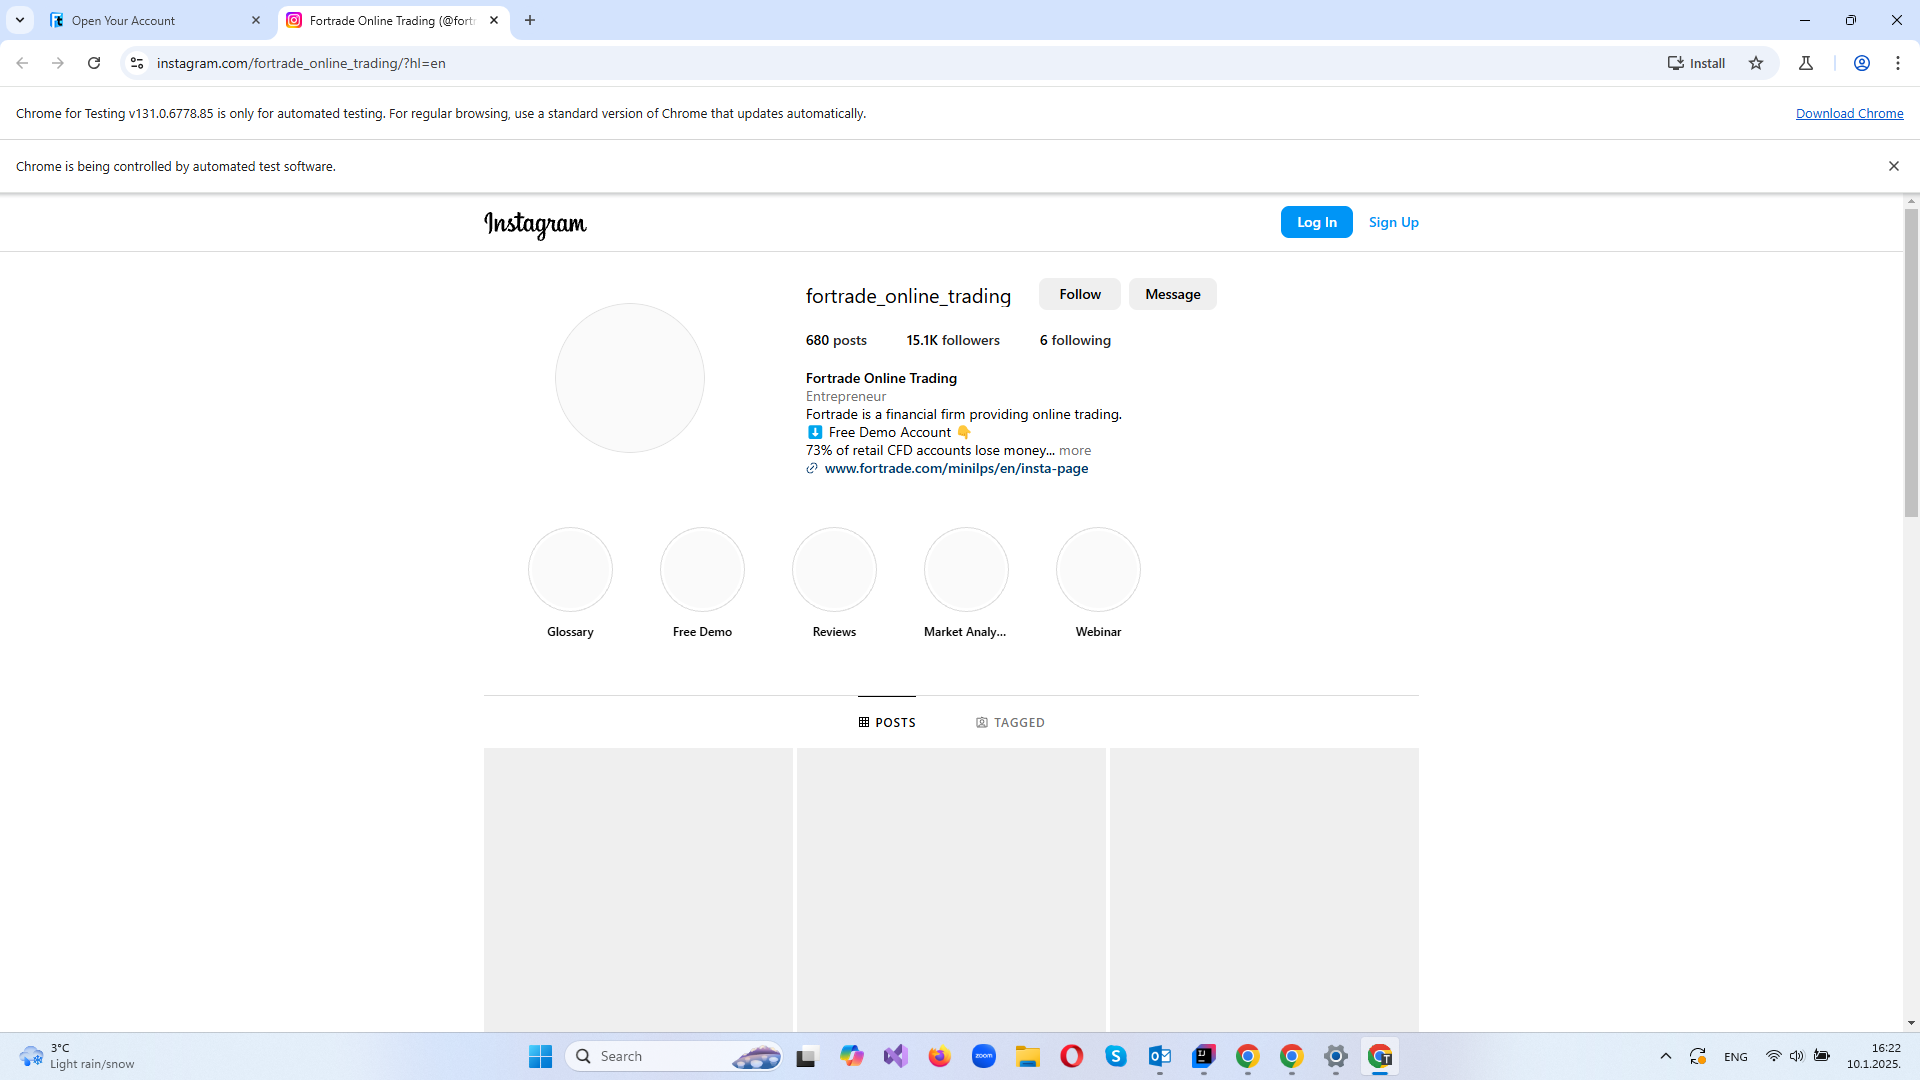 Open Your Account
Fortrade Online Trading (@fort
instagram.com/fortrade_online_trading/?hl=en
Install
Chrome for Testing v131.0.6778.85 is only for automated testing. For regular browsing, use a standard version of Chrome that updates automatically.
Download Chrome
Chrome is being controlled by automated test software.
Instagram
Log In
Sign Up
fortrade_online_trading
Follow
Message
680 posts
15.1K followers
6 following
Fortrade Online Trading
Entrepreneur
Fortrade is a financial firm providing online trading.
⬇️ Free Demo Account 👇
73% of retail CFD accounts lose money... more
www.fortrade.com/minilps/en/insta-page
Glossary
Free Demo
Reviews
Market Analy...
Webinar
POSTS
TAGGED
3°C
Light rain/snow
Search
zoom
ENG
16:22
10.1.2025.